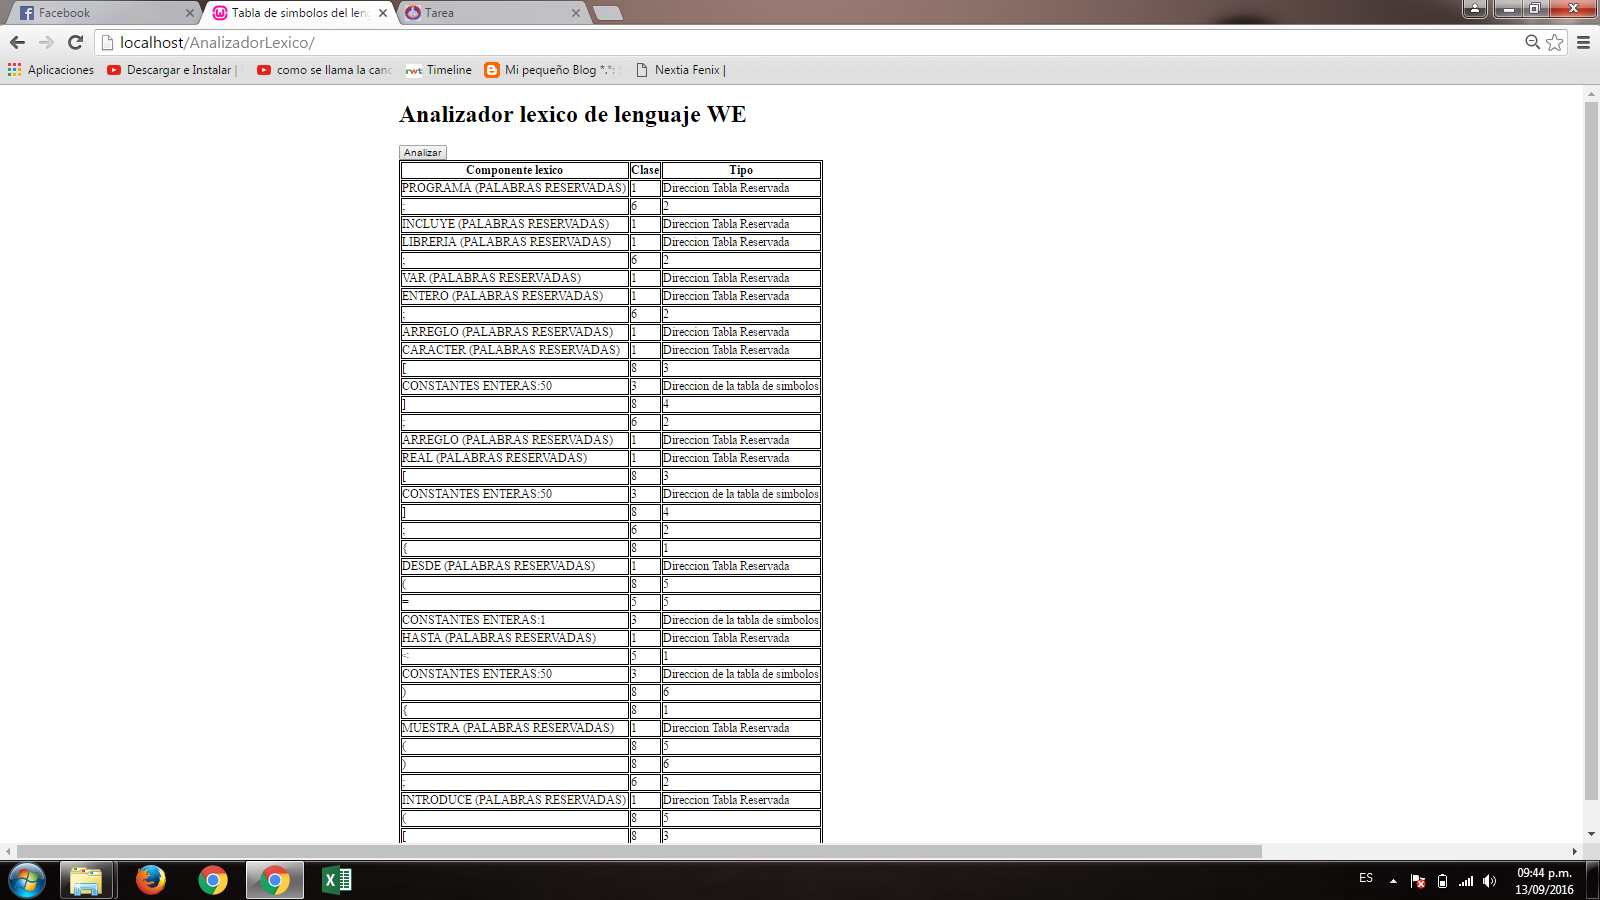 Facebook
Tabla de simbolos del len
Tarea
localhost/AnalizadorLexico/
Aplicaciones
Descargar e Instalar |
como se llama la canc
rwt Timeline
Mi pequeño Blog *.*:
Nextia Fenix |
Analizador lexico de lenguaje WE
Analizar
Componente lexico Clase Tipo
PROGRAMA (PALABRAS RESERVADAS) 1 Direccion Tabla Reservada
; 6 2
INCLUYE (PALABRAS RESERVADAS) 1 Direccion Tabla Reservada
LIBRERIA (PALABRAS RESERVADAS) 1 Direccion Tabla Reservada
; 6 2
VAR (PALABRAS RESERVADAS) 1 Direccion Tabla Reservada
ENTERO (PALABRAS RESERVADAS) 1 Direccion Tabla Reservada
; 6 2
ARREGLO (PALABRAS RESERVADAS) 1 Direccion Tabla Reservada
CARACTER (PALABRAS RESERVADAS) 1 Direccion Tabla Reservada
[ 8 3
CONSTANTES ENTERAS:50 3 Direccion de la tabla de simbolos
] 8 4
; 6 2
ARREGLO (PALABRAS RESERVADAS) 1 Direccion Tabla Reservada
REAL (PALABRAS RESERVADAS) 1 Direccion Tabla Reservada
[ 8 3
CONSTANTES ENTERAS:50 3 Direccion de la tabla de simbolos
] 8 4
; 6 2
{ 8 1
DESDE (PALABRAS RESERVADAS) 1 Direccion Tabla Reservada
( 8 5
= 5 5
CONSTANTES ENTERAS:1 3 Direccion de la tabla de simbolos
HASTA (PALABRAS RESERVADAS) 1 Direccion Tabla Reservada
< 5 1
CONSTANTES ENTERAS:50 3 Direccion de la tabla de simbolos
) 8 6
{ 8 1
MUESTRA (PALABRAS RESERVADAS) 1 Direccion Tabla Reservada
( 8 5
) 8 6
; 6 2
INTRODUCE (PALABRAS RESERVADAS) 1 Direccion Tabla Reservada
( 8 5
[ 8 3
ES
09:44 p.m.
13/09/2016